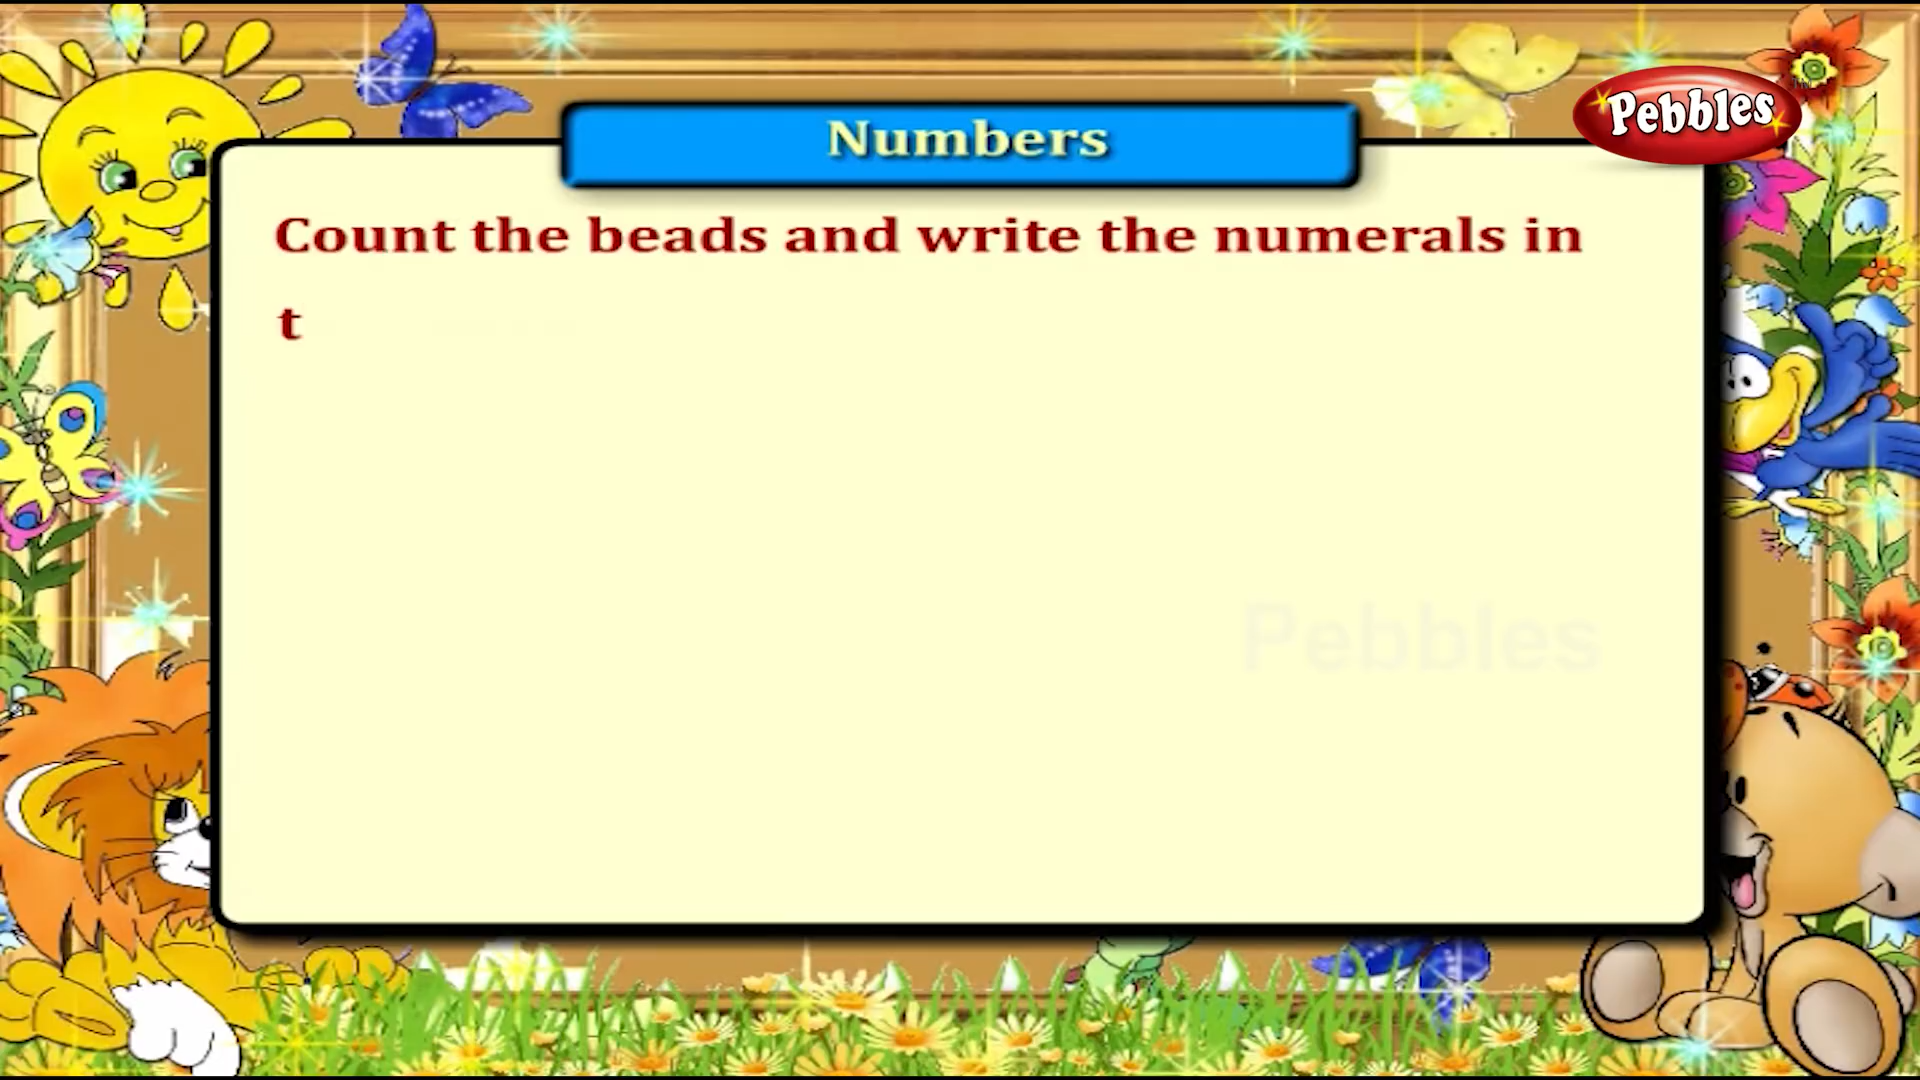 Numbers
Pebbles
Count the beads and write the numerals in
t
Pebbles